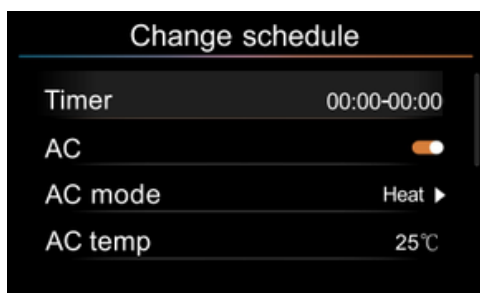 Change schedule
Timer 00:00-00:00
AC
AC mode Heat
AC temp 25℃